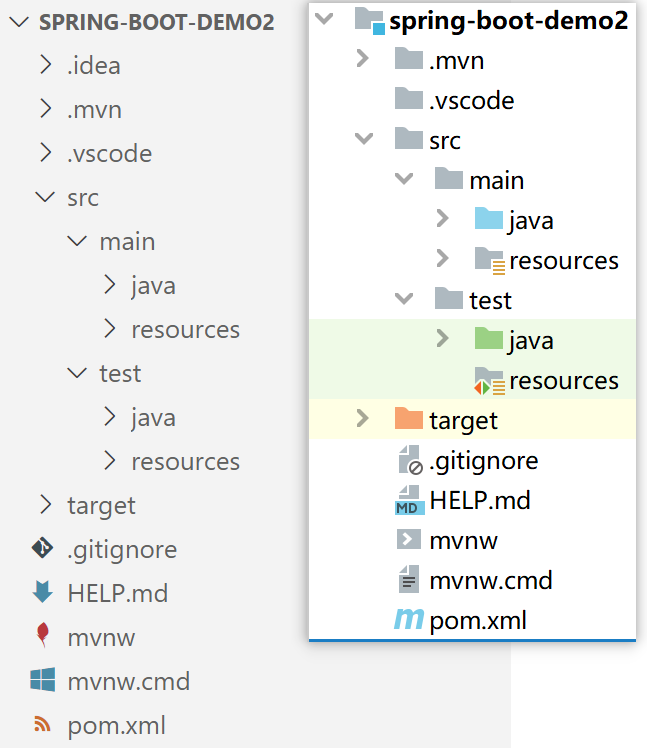 SPRING-BOOT-DEMO2
.idea
.mvn
.vscode
src
main
java
resources
test
java
resources
target
.gitignore
HELP.md
mvnw
mvnw.cmd
pom.xml
spring-boot-demo2
.mvn
.vscode
src
main
java
resources
test
java
resources
target
.gitignore
MD HELP.md
mvnw
mvnw.cmd
m pom.xml